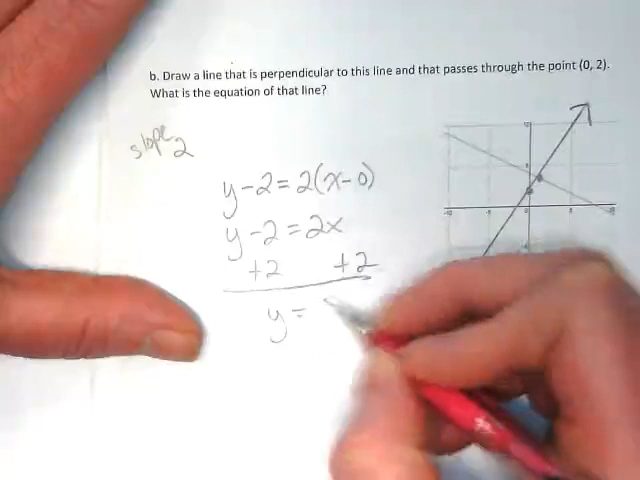 b. Draw a line that is perpendicular to this line and that passes through the point (0, 2).
What is the equation of that line?
slope 2
y-2=2(x-0)
y-2=2x
+2 +2
y=